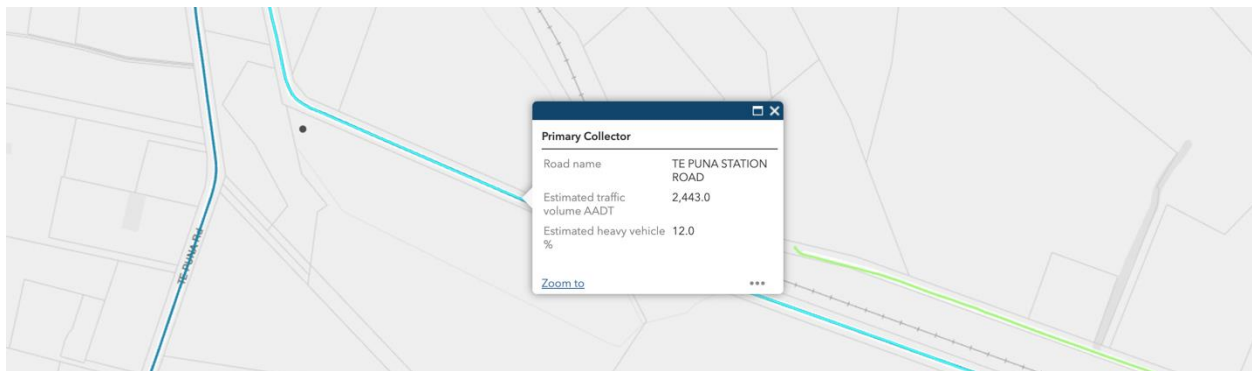 Primary Collector
Road name TE PUNA STATION
ROAD
Estimated traffic 2,443.0
volume AADT
Estimated heavy vehicle 12.0
%
TE PUNA Rd
Zoom to